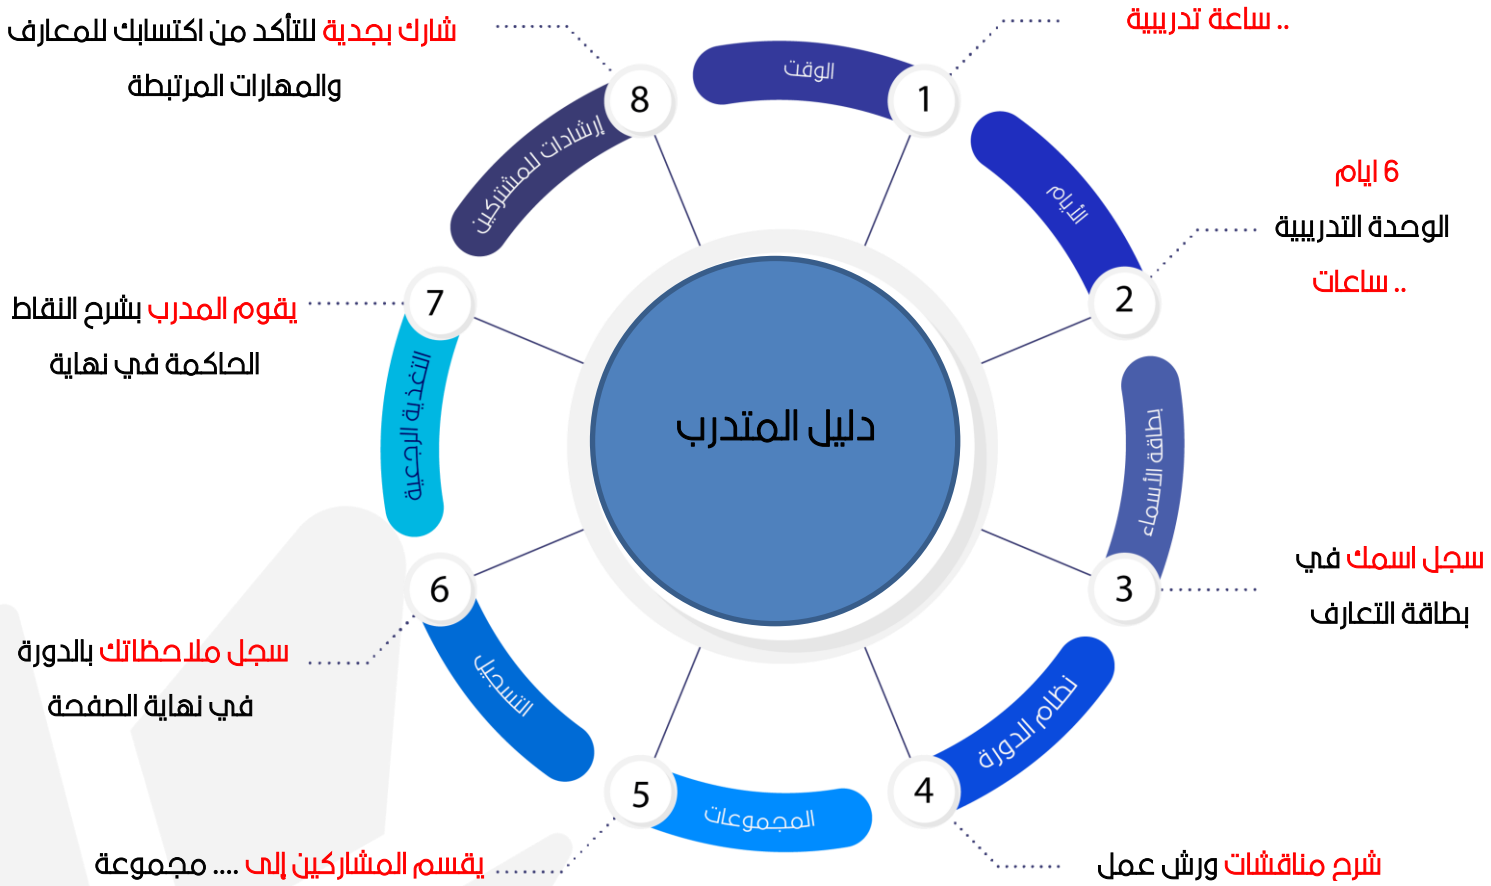 دليل المتدرب
1
الوقت
.. ساعة تدريبية
2
الأيام
6 ايام
الوحدة التدريبية
.. ساعات
3
بطاقة الأسماء
سجل اسمك في
بطاقة التعارف
4
نظام الدورة
شرح مناقشات ورش عمل
5
المجموعات
يقسم المشاركين إلى .... مجموعة
6
التسجيل
سجل ملاحظاتك بالدورة
في نهاية الصفحة
7
التغذية الرجعية
يقوم المدرب بشرح النقاط
الحاكمة في نهاية
8
إرشادات للمشتركين
شارك بجدية للتأكد من اكتسابك للمعارف
والمهارات المرتبطة